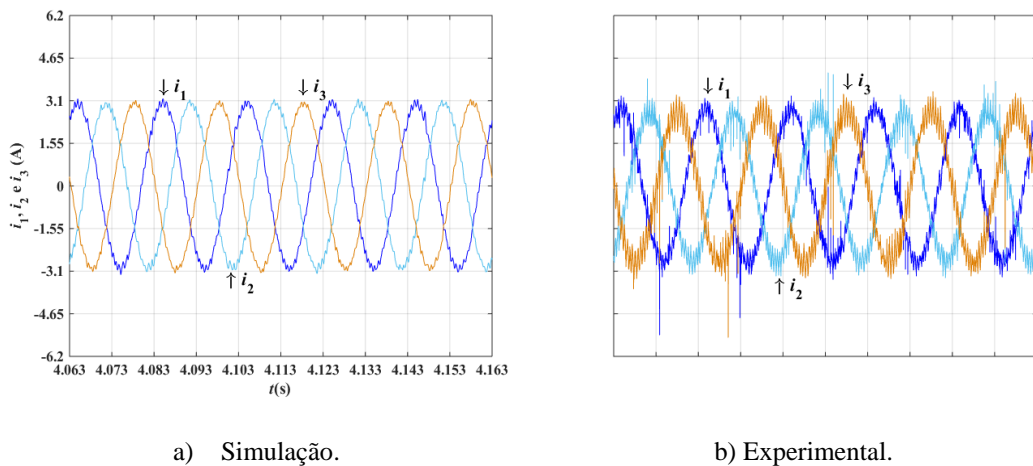 6.2
4.65
3.1
1.55
0
-1.55
-3.1
-4.65
-6.2
i1, i2 e i3 (A)
↓ i1
↓ i3
↑ i2
4.063 4.073 4.083 4.093 4.103 4.113 4.123 4.133 4.143 4.153 4.163
t(s)
↓ i1
↓ i3
↑ i2
a) Simulação.
b) Experimental.